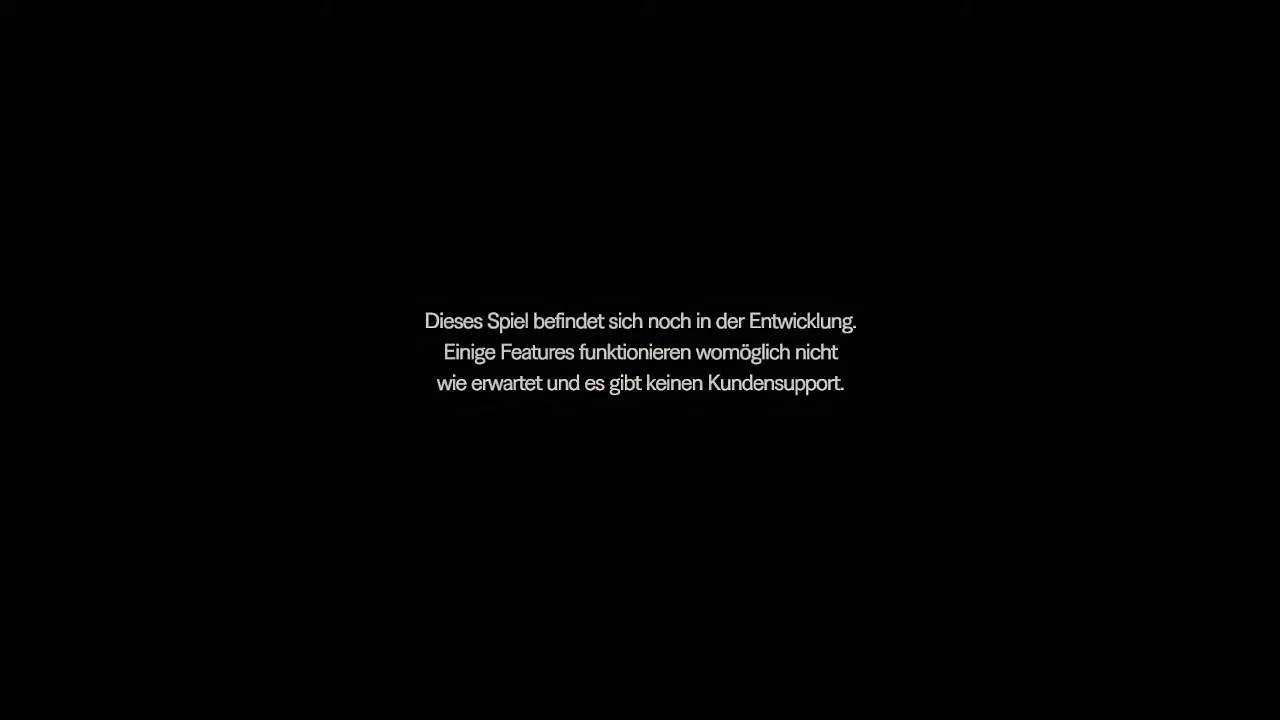 Dieses Spiel befindet sich noch in der Entwicklung.
Einige Features funktionieren womöglich nicht
wie erwartet und es gibt keinen Kundensupport.